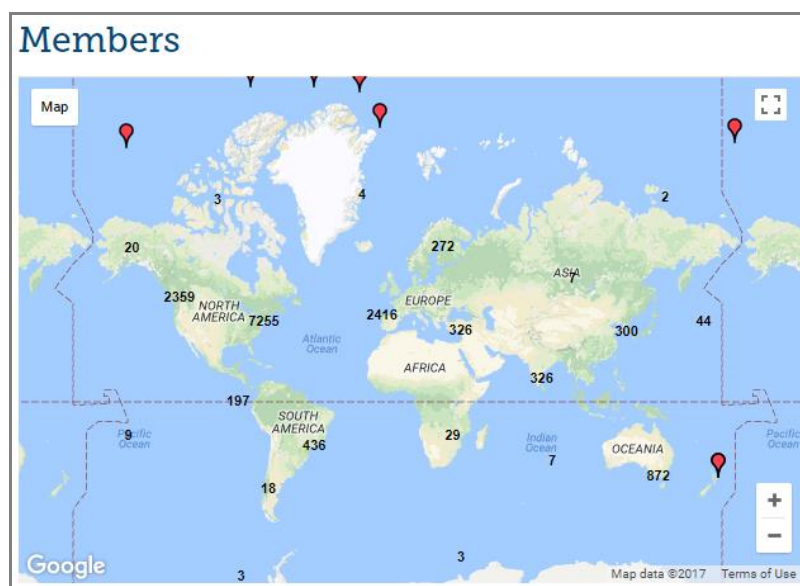 Members
Map
3
4
2
20
272
ASIA
7
2359
NORTH
AMERICA
7255
2416
EUROPE
326
300
44
Atlantic
Ocean
AFRICA
326
197
SOUTH
AMERICA
436
9
Pacific
Ocean
29
Indian
Ocean
7
OCEANIA
872
Pacific
Ocean
18
3
3
+
−
Google
Map data ©2017 Terms of Use